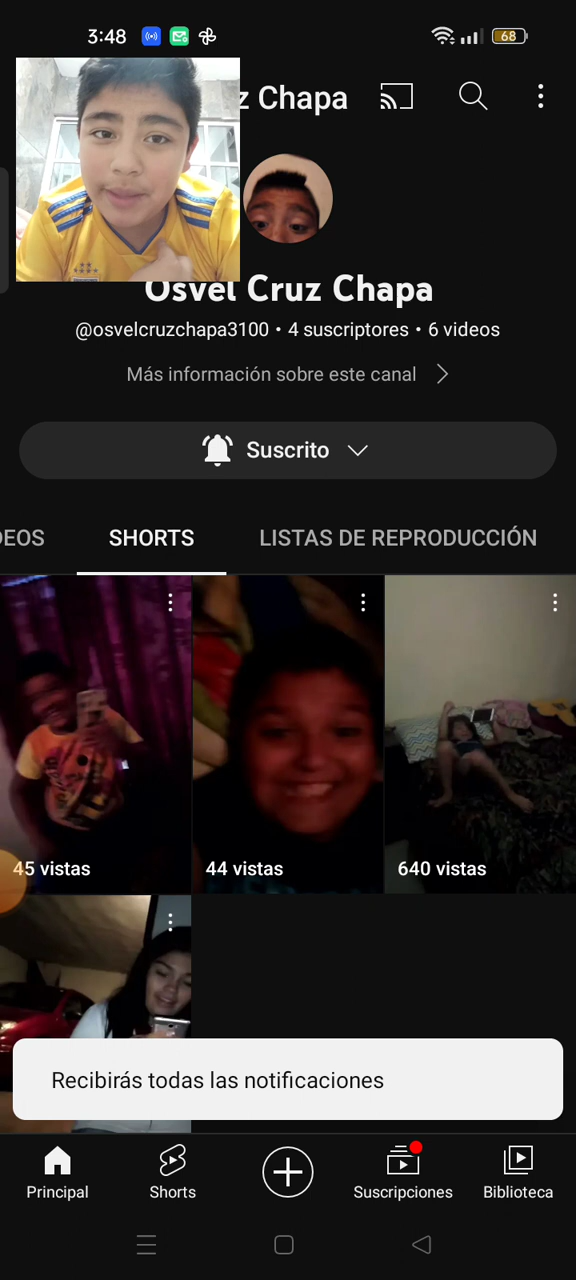 3:48
68
z Chapa
Osvel Cruz Chapa
@osvelcruzchapa3100 • 4 suscriptores • 6 videos
Más información sobre este canal
Suscrito
DEOS
SHORTS
LISTAS DE REPRODUCCIÓN
45 vistas
44 vistas
640 vistas
Recibirás todas las notificaciones
Principal
Shorts
Suscripciones
Biblioteca